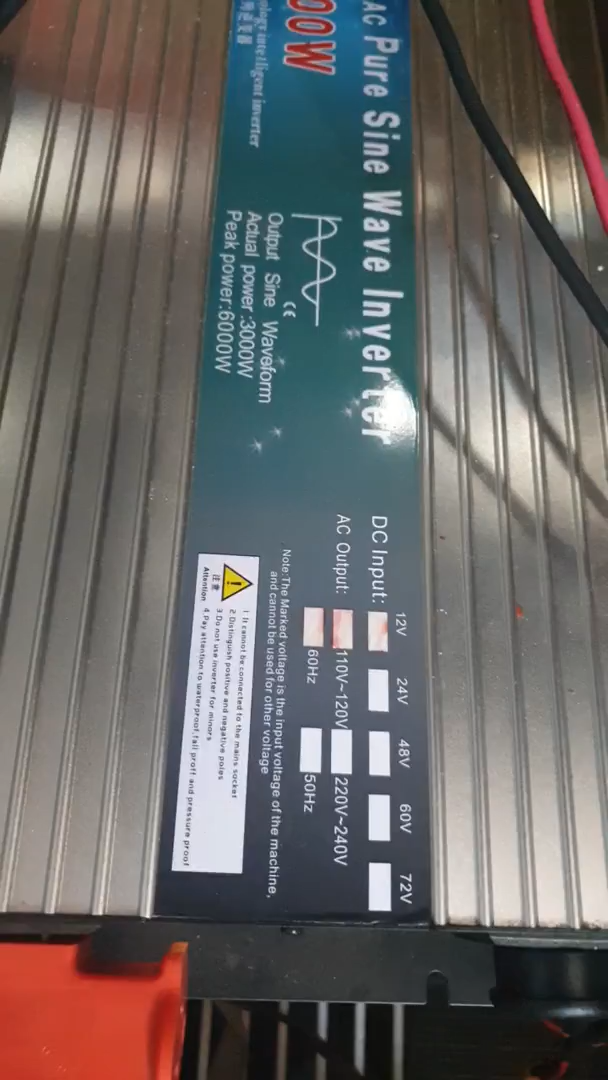 AC Pure Sine Wave Inverter
00W
intelligent inverter
Output Sine Waveform
Actual power:3000W
Peak power:6000W
CE
DC Input: 12V 24V 48V 60V 72V
AC Output: 110V~120V 220V~240V
60Hz 50Hz
Note:The Marked voltage is the input voltage of the machine,
and cannot be used for other voltage
注意
Attention
1.It cannot be connected to the mains socket
2.Distinguish positive and negative poles
3.Do not use inverter for minors
4.Pay attention to waterproof,fall proff and pressure proof